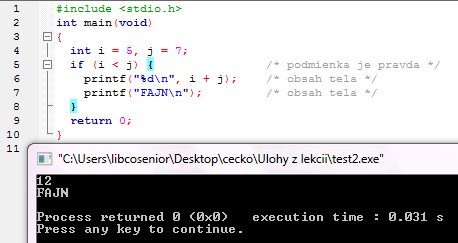 1 #include <stdio.h>
2 int main(void)
3 {
4 int i = 5, j = 7;
5 if (i < j) { /* podmienka je pravda */
6 printf("%d\n", i + j); /* obsah tela */
7 printf("FAJN\n"); /* obsah tela */
8 }
9 return 0;
10 }
11
"C:\Users\libcosenior\Desktop\cecko\Ulohy z lekcii\test2.exe"
12
FAJN
Process returned 0 (0x0) execution time : 0.031 s
Press any key to continue.